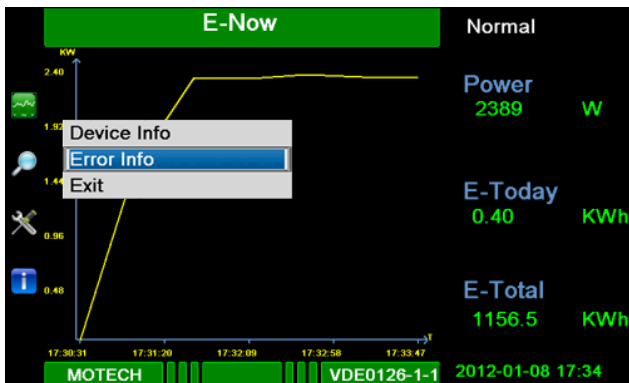 E-Now
Normal
KW
2.40
Power
2389 W
1.92
Device Info
Error Info
1.44
Exit
E-Today
0.40 KWh
0.96
0.48
E-Total
1156.5 KWh
T
17:30:31 17:31:20 17:32:09 17:32:58 17:33:47
MOTECH VDE0126-1-1 2012-01-08 17:34